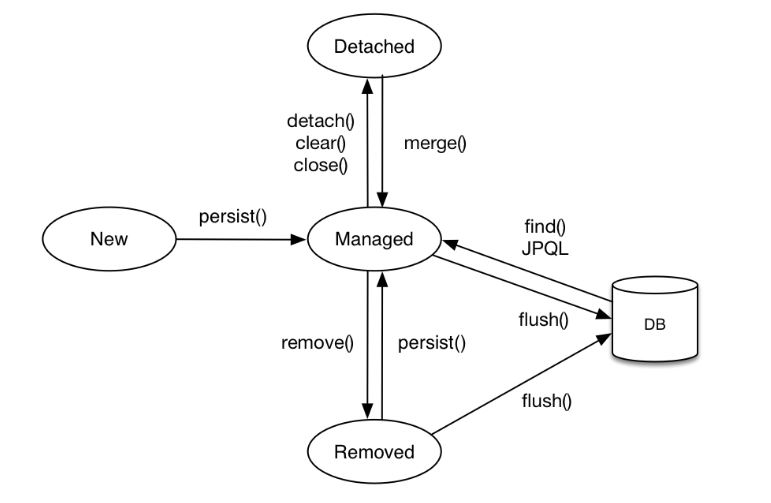 Detached
detach()
clear()
close()
merge()
New
persist()
Managed
find()
JPQL
flush()
DB
remove()
persist()
flush()
Removed